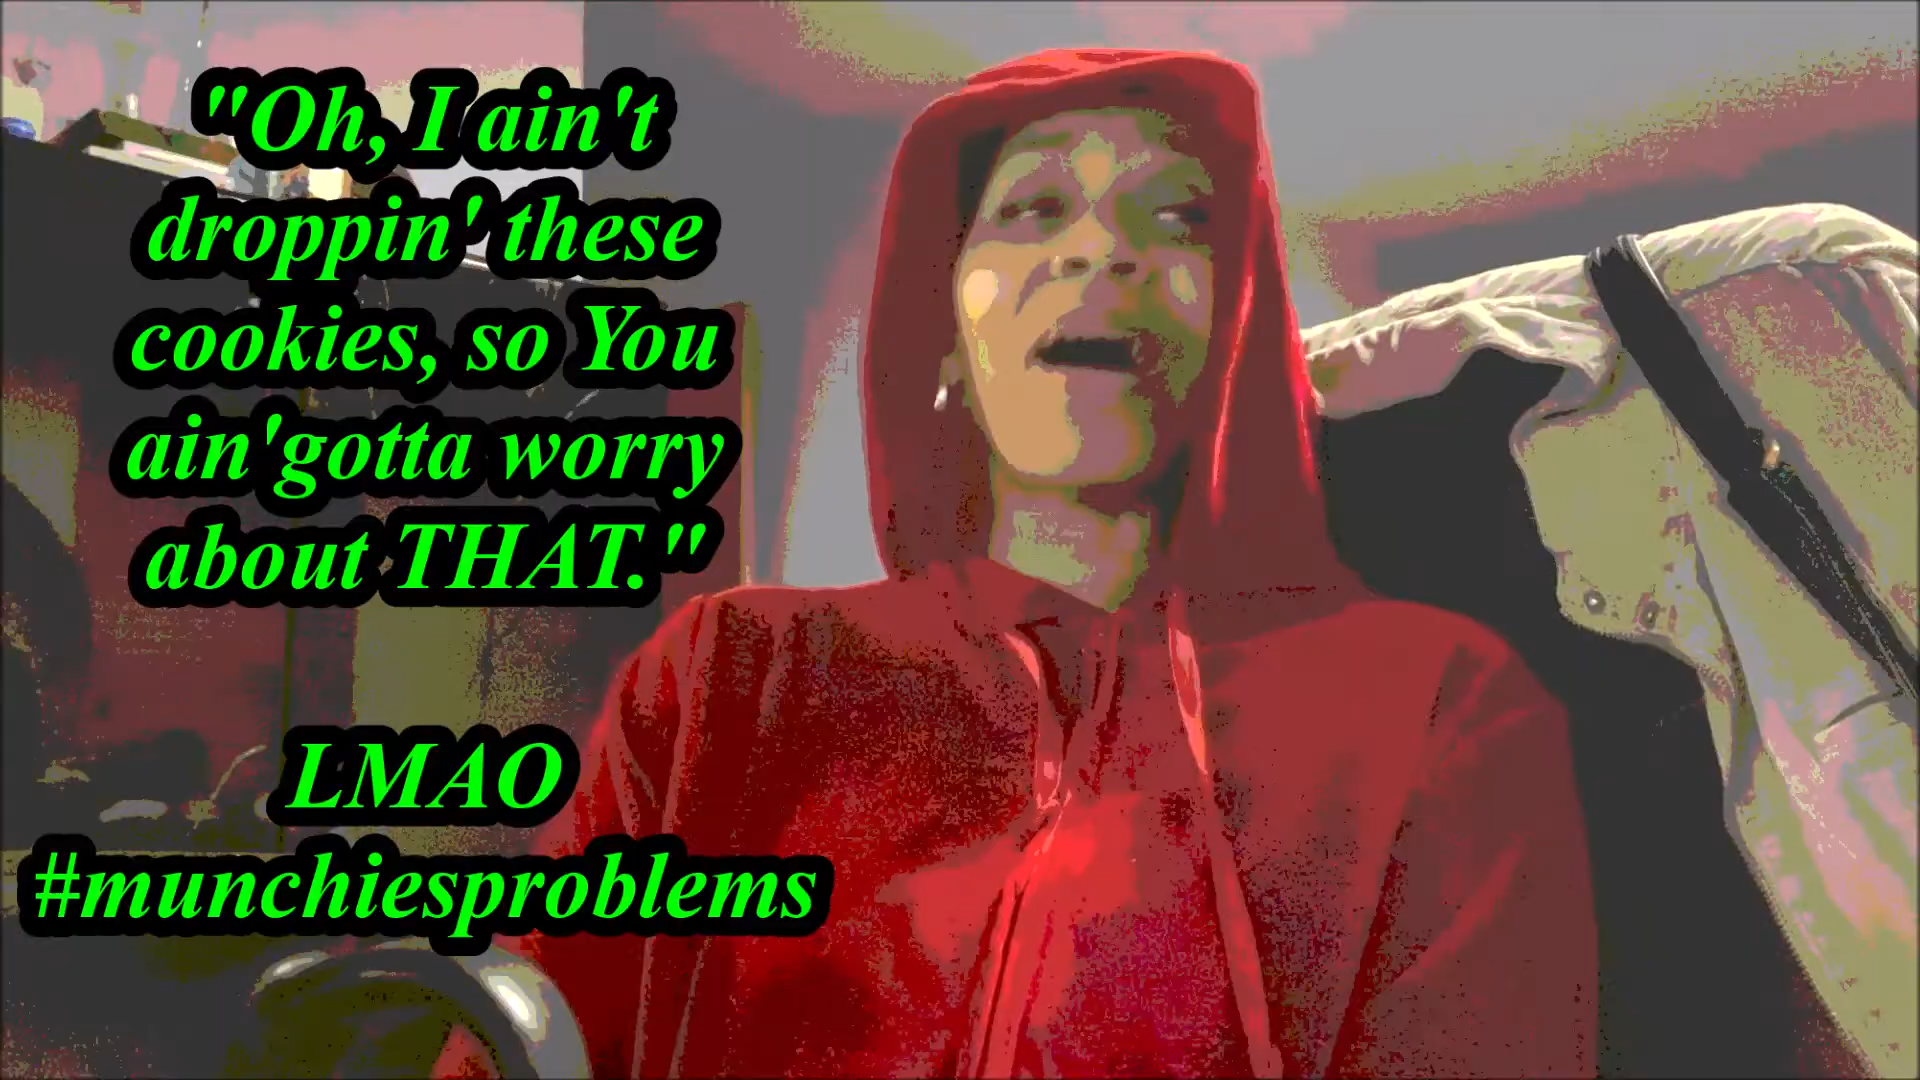 "Oh, I ain't
droppin' these
cookies, so You
ain'gotta worry
about THAT."
LMAO
#munchiesproblems